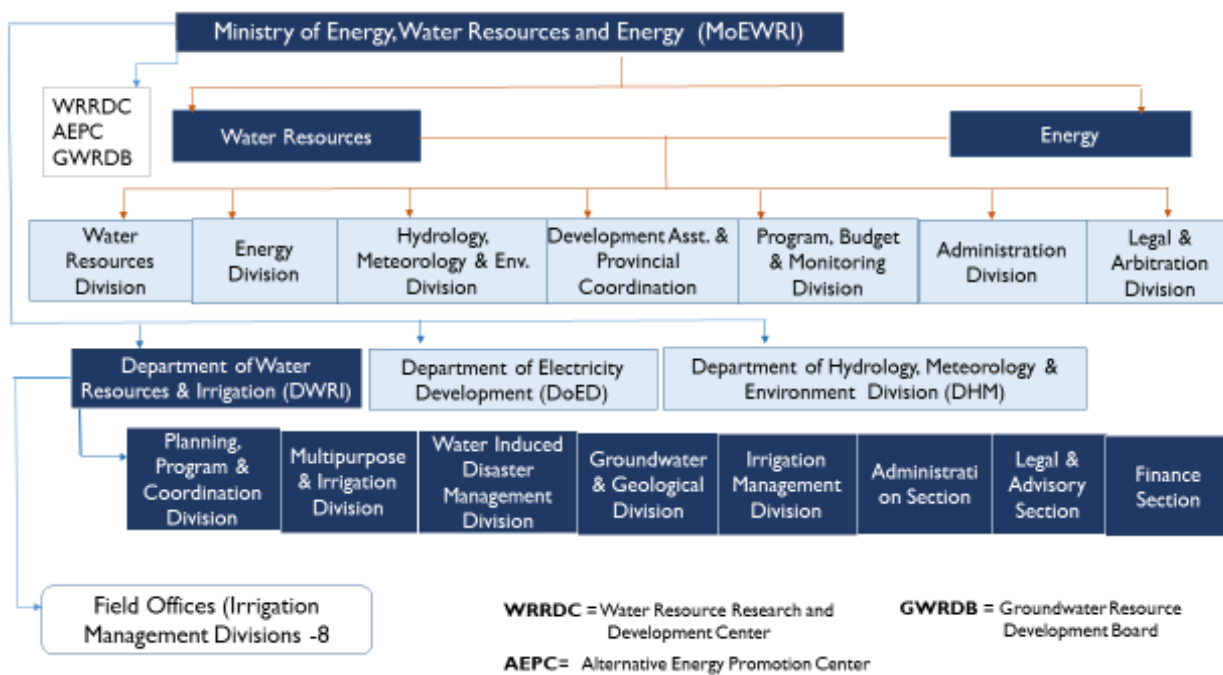 Ministry of Energy, Water Resources and Energy (MoEWRI)
WRRDC
AEPC
GWRDB
Water Resources
Energy
Water
Resources
Division
Energy
Division
Hydrology,
Meteorology & Env.
Division
Development Asst. &
Provincial
Coordination
Program, Budget
& Monitoring
Division
Administration
Division
Legal &
Arbitration
Division
Department of Water
Resources & Irrigation (DWRI)
Department of Electricity
Development (DoED)
Department of Hydrology, Meteorology &
Environment Division (DHM)
Planning,
Program &
Coordination
Division
Multipurpose
& Irrigation
Division
Water Induced
Disaster
Management
Division
Groundwater
& Geological
Division
Irrigation
Management
Division
Administrati
on Section
Legal &
Advisory
Section
Finance
Section
Field Offices (Irrigation
Management Divisions -8
WRRDC = Water Resource Research and
Development Center
AEPC= Alternative Energy Promotion Center
GWRDB = Groundwater Resource
Development Board